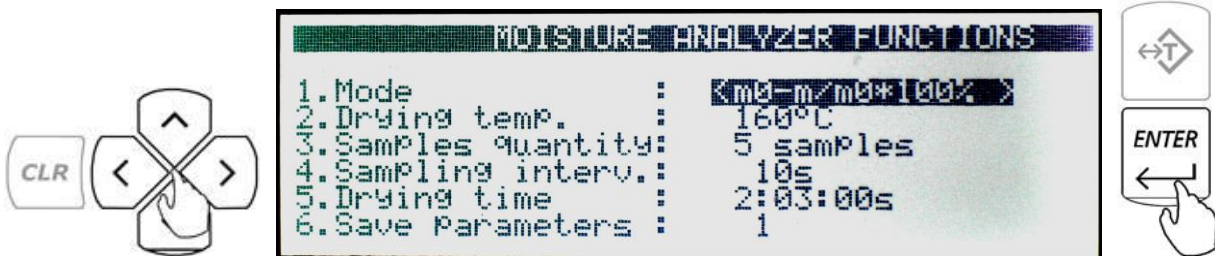 CLR
MOISTURE ANALYZER FUNCTIONS
1.Mode : <m0-m/m0*100% >
2.Drying temp. : 160°C
3.Samples quantity: 5 samples
4.Sampling interv.: 10s
5.Drying time : 2:03:00s
6.Save parameters : 1
T
ENTER